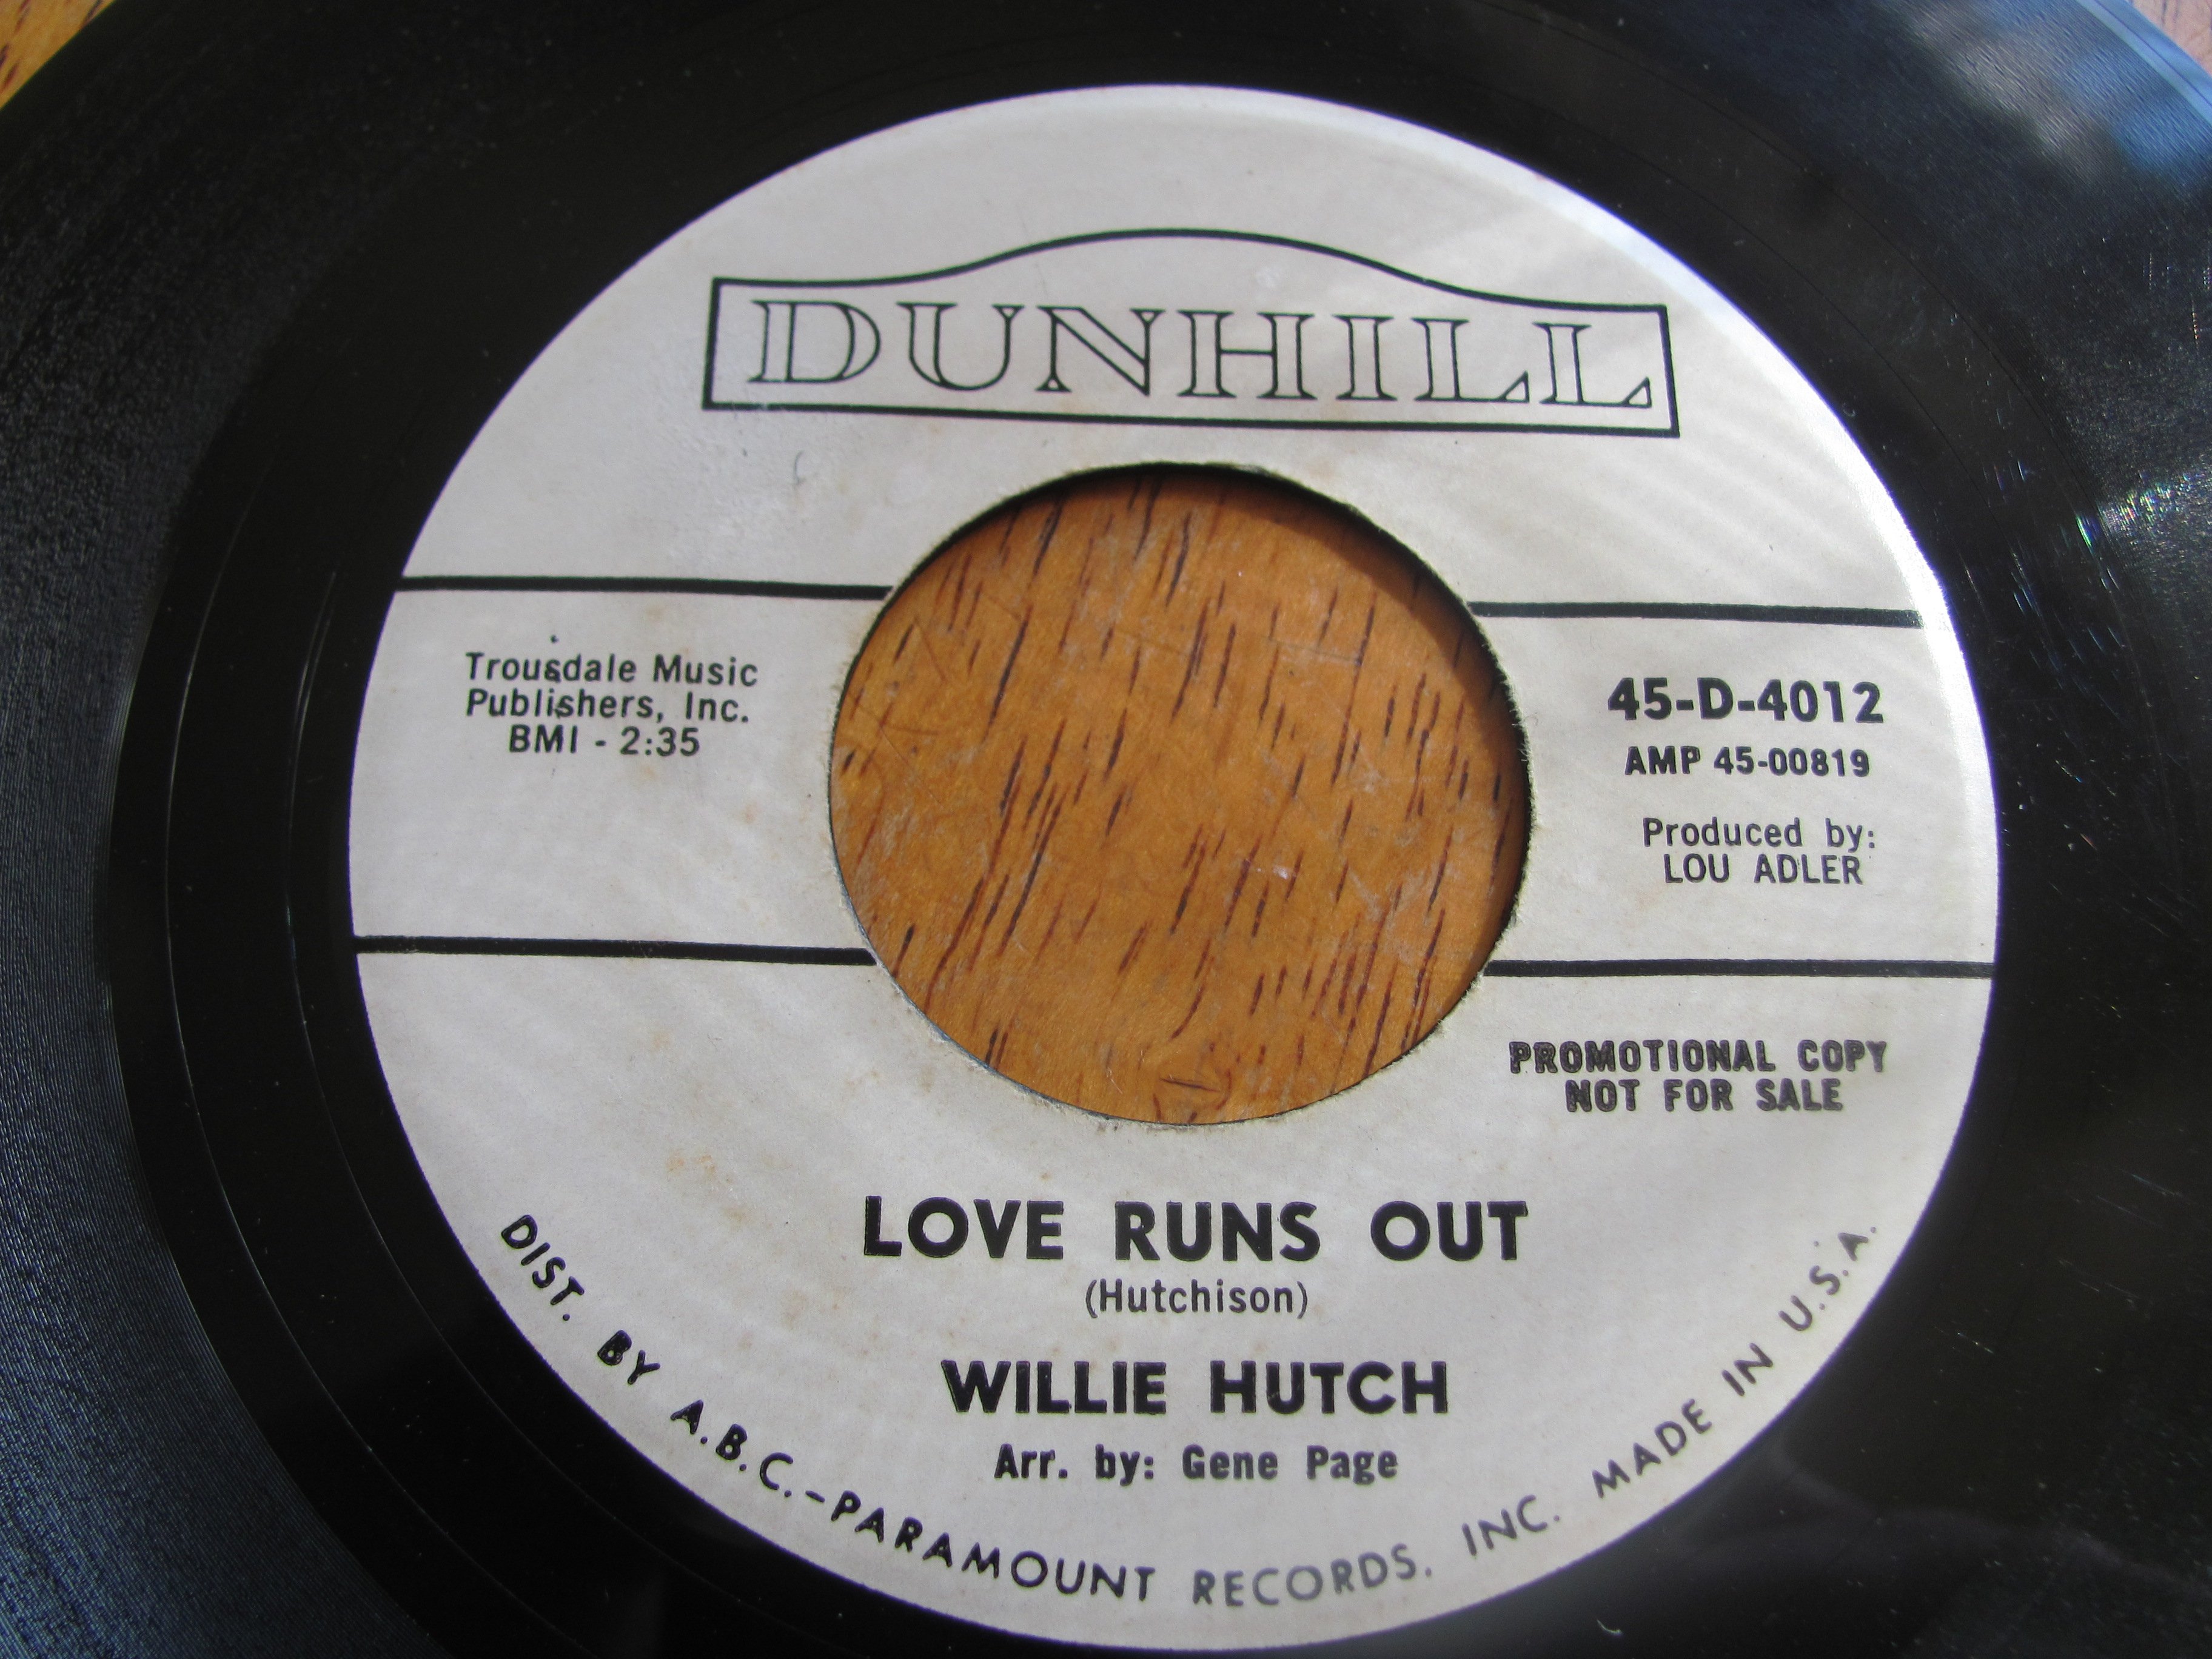 DUNHILL
Trousdale Music
Publishers, Inc.
BMI - 2:35
45-D-4012
AMP 45-00819
Produced by:
LOU ADLER
PROMOTIONAL COPY
NOT FOR SALE
LOVE RUNS OUT
(Hutchison)
WILLIE HUTCH
Arr. by: Gene Page
DIST. BY A.B.C.-PARAMOUNT RECORDS, INC. MADE IN U.S.A.